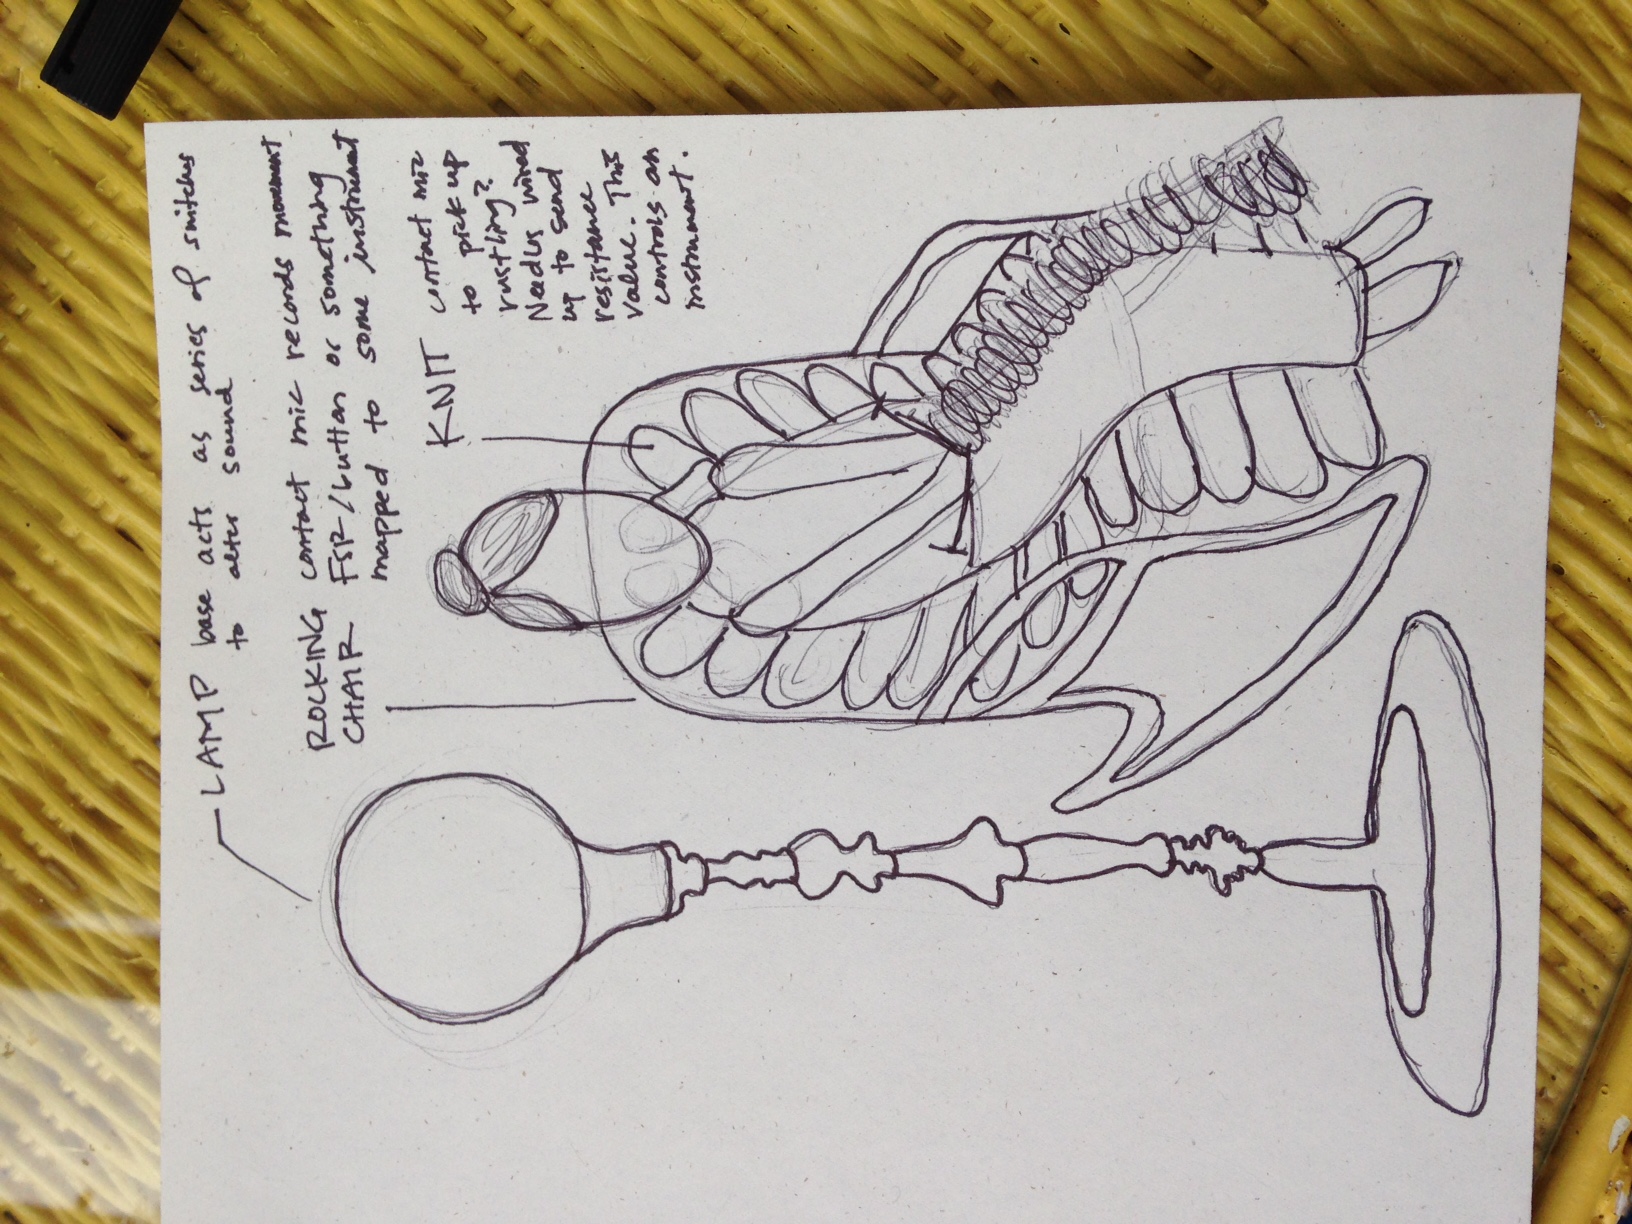 LAMP base acts as series of switches
to alter sound
ROCKING contact mic records movement
CHAIR FSR/button or something
mapped to some instrument
KNIT contact mic
to pick up
rustling?
Needles wired
up to send
resistance
value. This
controls an
instrument.